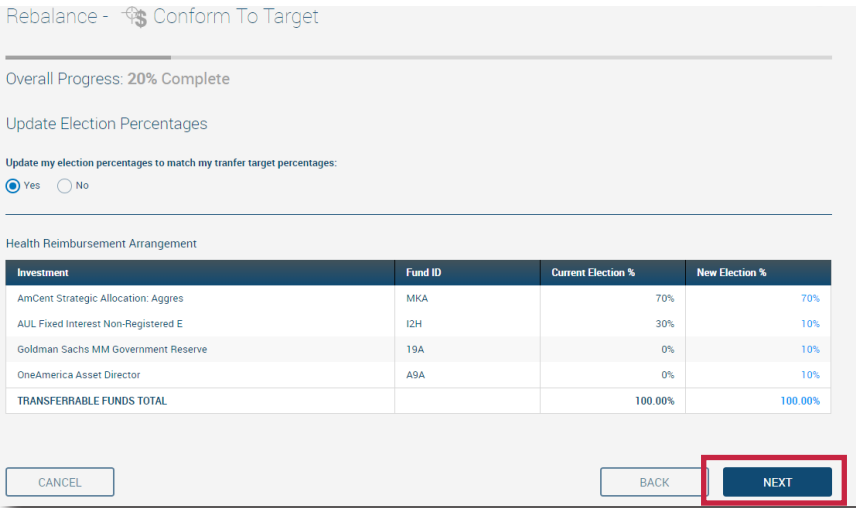 Rebalance - Conform To Target
Overall Progress: 20% Complete
Update Election Percentages
Update my election percentages to match my tranfer target percentages:
Yes No
Health Reimbursement Arrangement
Investment Fund ID Current Election % New Election %
AmCent Strategic Allocation: Aggres MKA 70% 70%
AUL Fixed Interest Non-Registered E I2H 30% 10%
Goldman Sachs MM Government Reserve 19A 0% 10%
OneAmerica Asset Director A9A 0% 10%
TRANSFERRABLE FUNDS TOTAL 100.00% 100.00%
CANCEL BACK NEXT